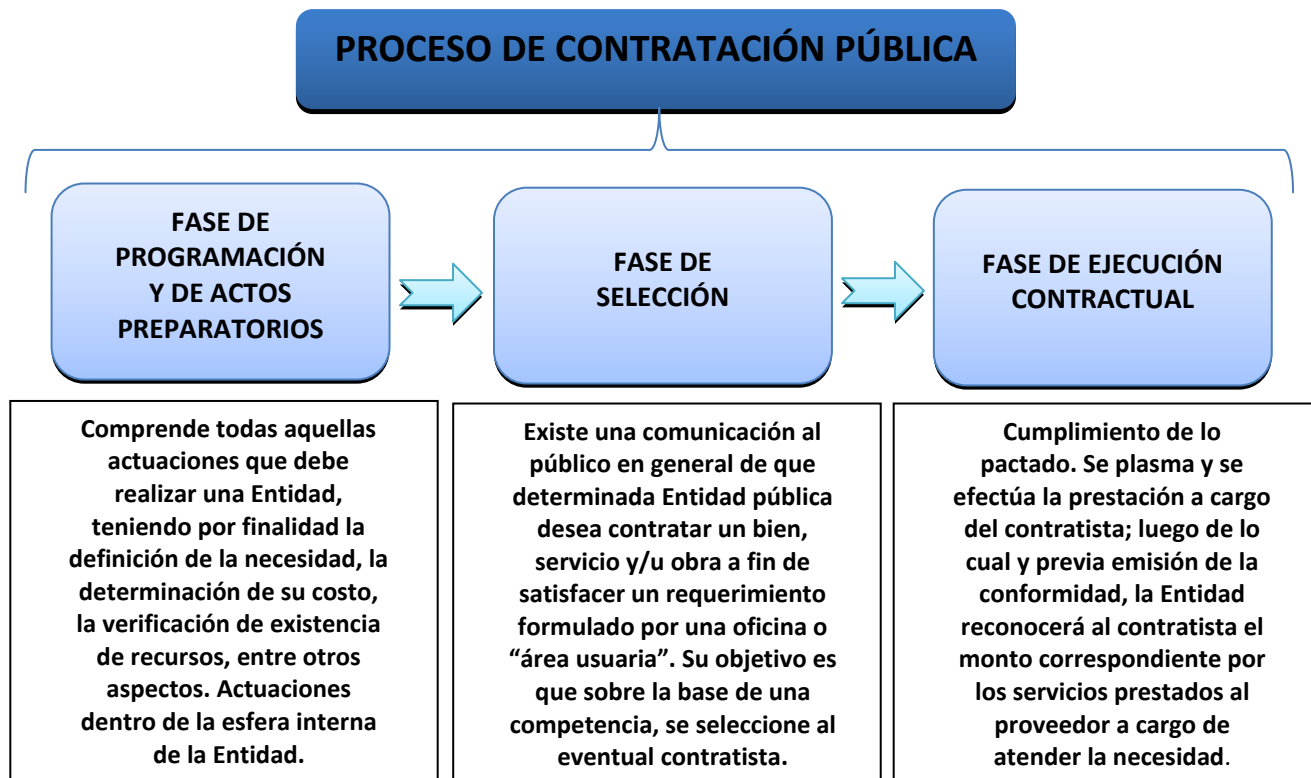 PROCESO DE CONTRATACIÓN PÚBLICA
FASE DE
PROGRAMACIÓN
Y DE ACTOS
PREPARATORIOS
FASE DE
SELECCIÓN
FASE DE EJECUCIÓN
CONTRACTUAL
Comprende todas aquellas
actuaciones que debe
realizar una Entidad,
teniendo por finalidad la
definición de la necesidad, la
determinación de su costo,
la verificación de existencia
de recursos, entre otros
aspectos. Actuaciones
dentro de la esfera interna
de la Entidad.
Existe una comunicación al
público en general de que
determinada Entidad pública
desea contratar un bien,
servicio y/u obra a fin de
satisfacer un requerimiento
formulado por una oficina o
“área usuaria”. Su objetivo es
que sobre la base de una
competencia, se seleccione al
eventual contratista.
Cumplimiento de lo
pactado. Se plasma y se
efectúa la prestación a cargo
del contratista; luego de lo
cual y previa emisión de la
conformidad, la Entidad
reconocerá al contratista el
monto correspondiente por
los servicios prestados al
proveedor a cargo de
atender la necesidad.